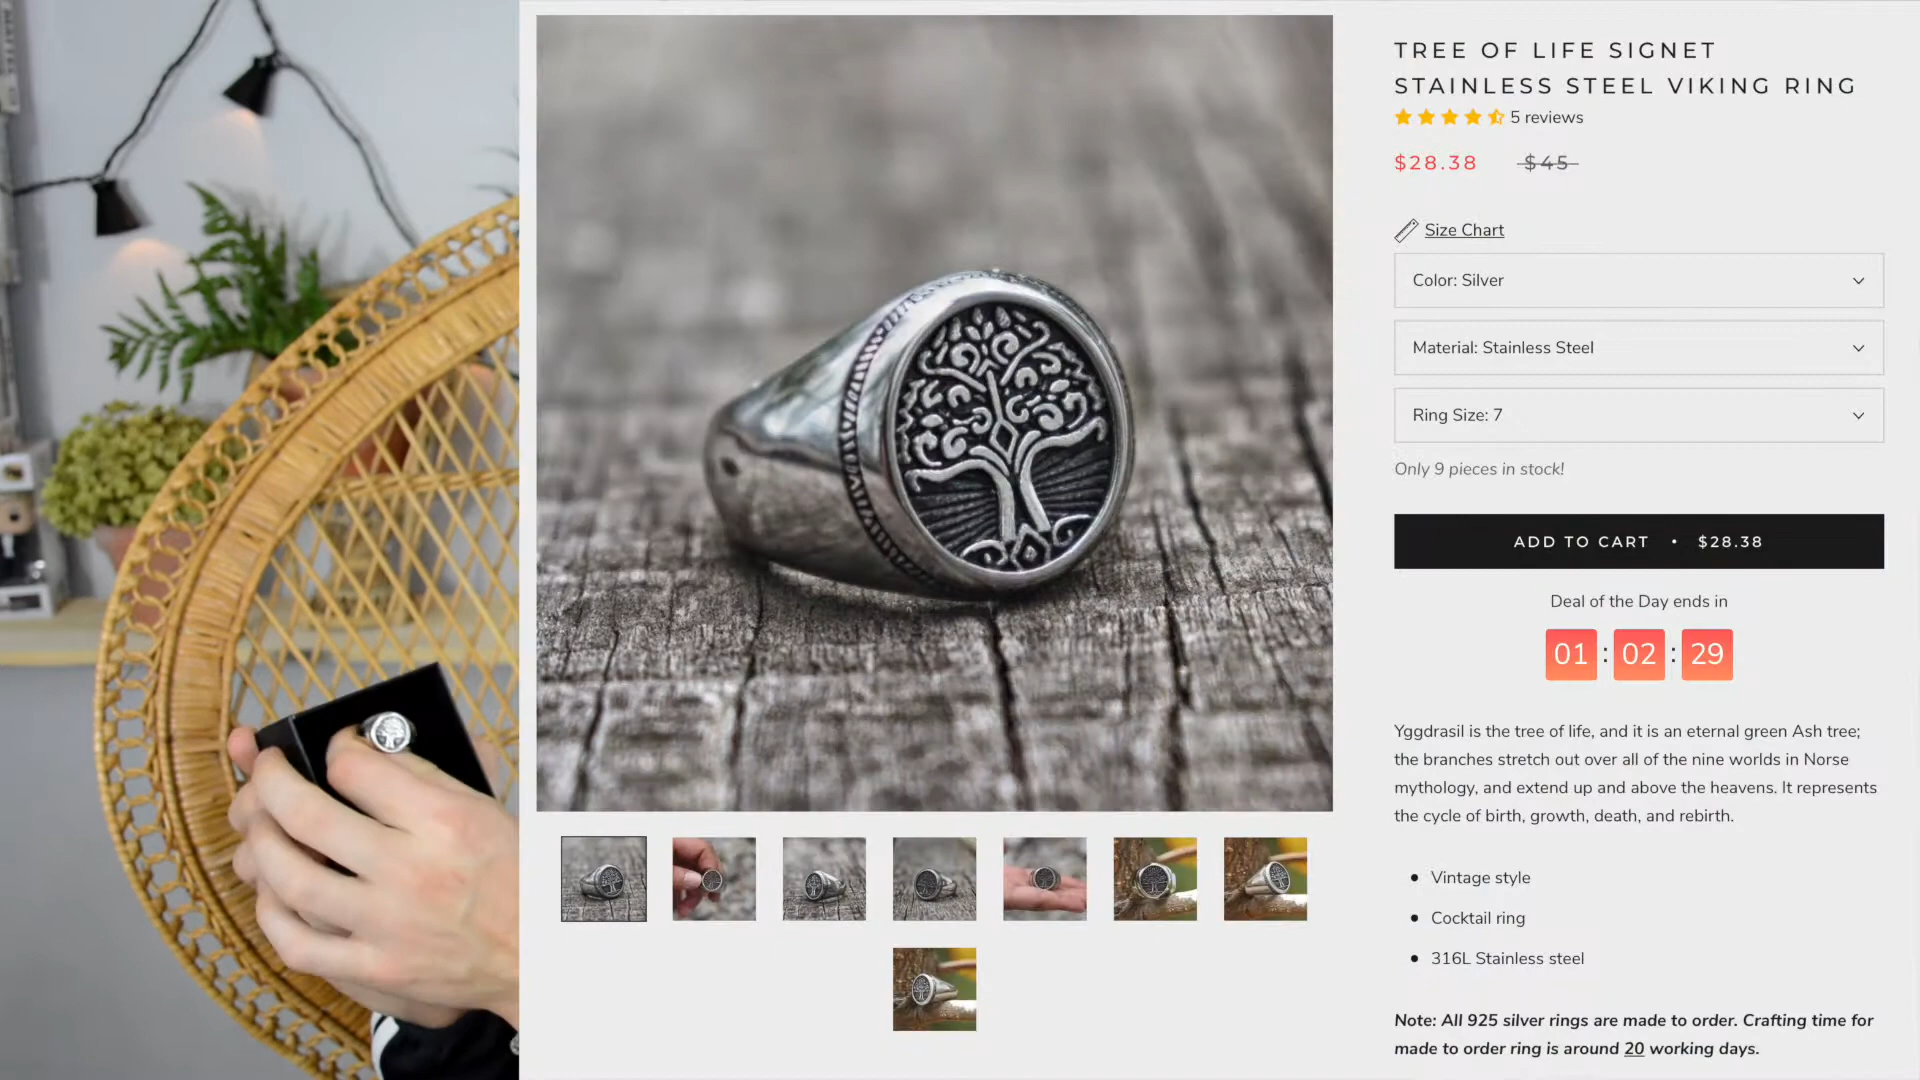 TREE OF LIFE SIGNET
STAINLESS STEEL VIKING RING
5 reviews
$28.38 $45
Size Chart
Color: Silver
Material: Stainless Steel
Ring Size: 7
Only 9 pieces in stock!
ADD TO CART • $28.38
Deal of the Day ends in
01 : 02 : 29
Yggdrasil is the tree of life, and it is an eternal green Ash tree;
the branches stretch out over all of the nine worlds in Norse
mythology, and extend up and above the heavens. It represents
the cycle of birth, growth, death, and rebirth.
• Vintage style
• Cocktail ring
• 316L Stainless steel
Note: All 925 silver rings are made to order. Crafting time for
made to order ring is around 20 working days.